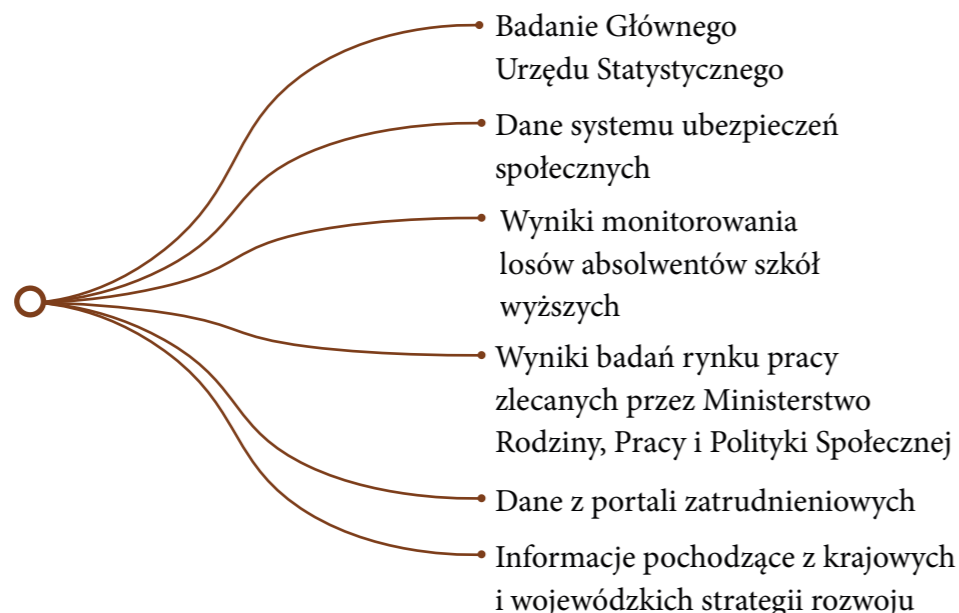 Badanie Głównego
Urzędu Statystycznego
Dane systemu ubezpieczeń
społecznych
Wyniki monitorowania
losów absolwentów szkół
wyższych
Wyniki badań rynku pracy
zlecanych przez Ministerstwo
Rodziny, Pracy i Polityki Społecznej
Dane z portali zatrudnieniowych
Informacje pochodzące z krajowych
i wojewódzkich strategii rozwoju